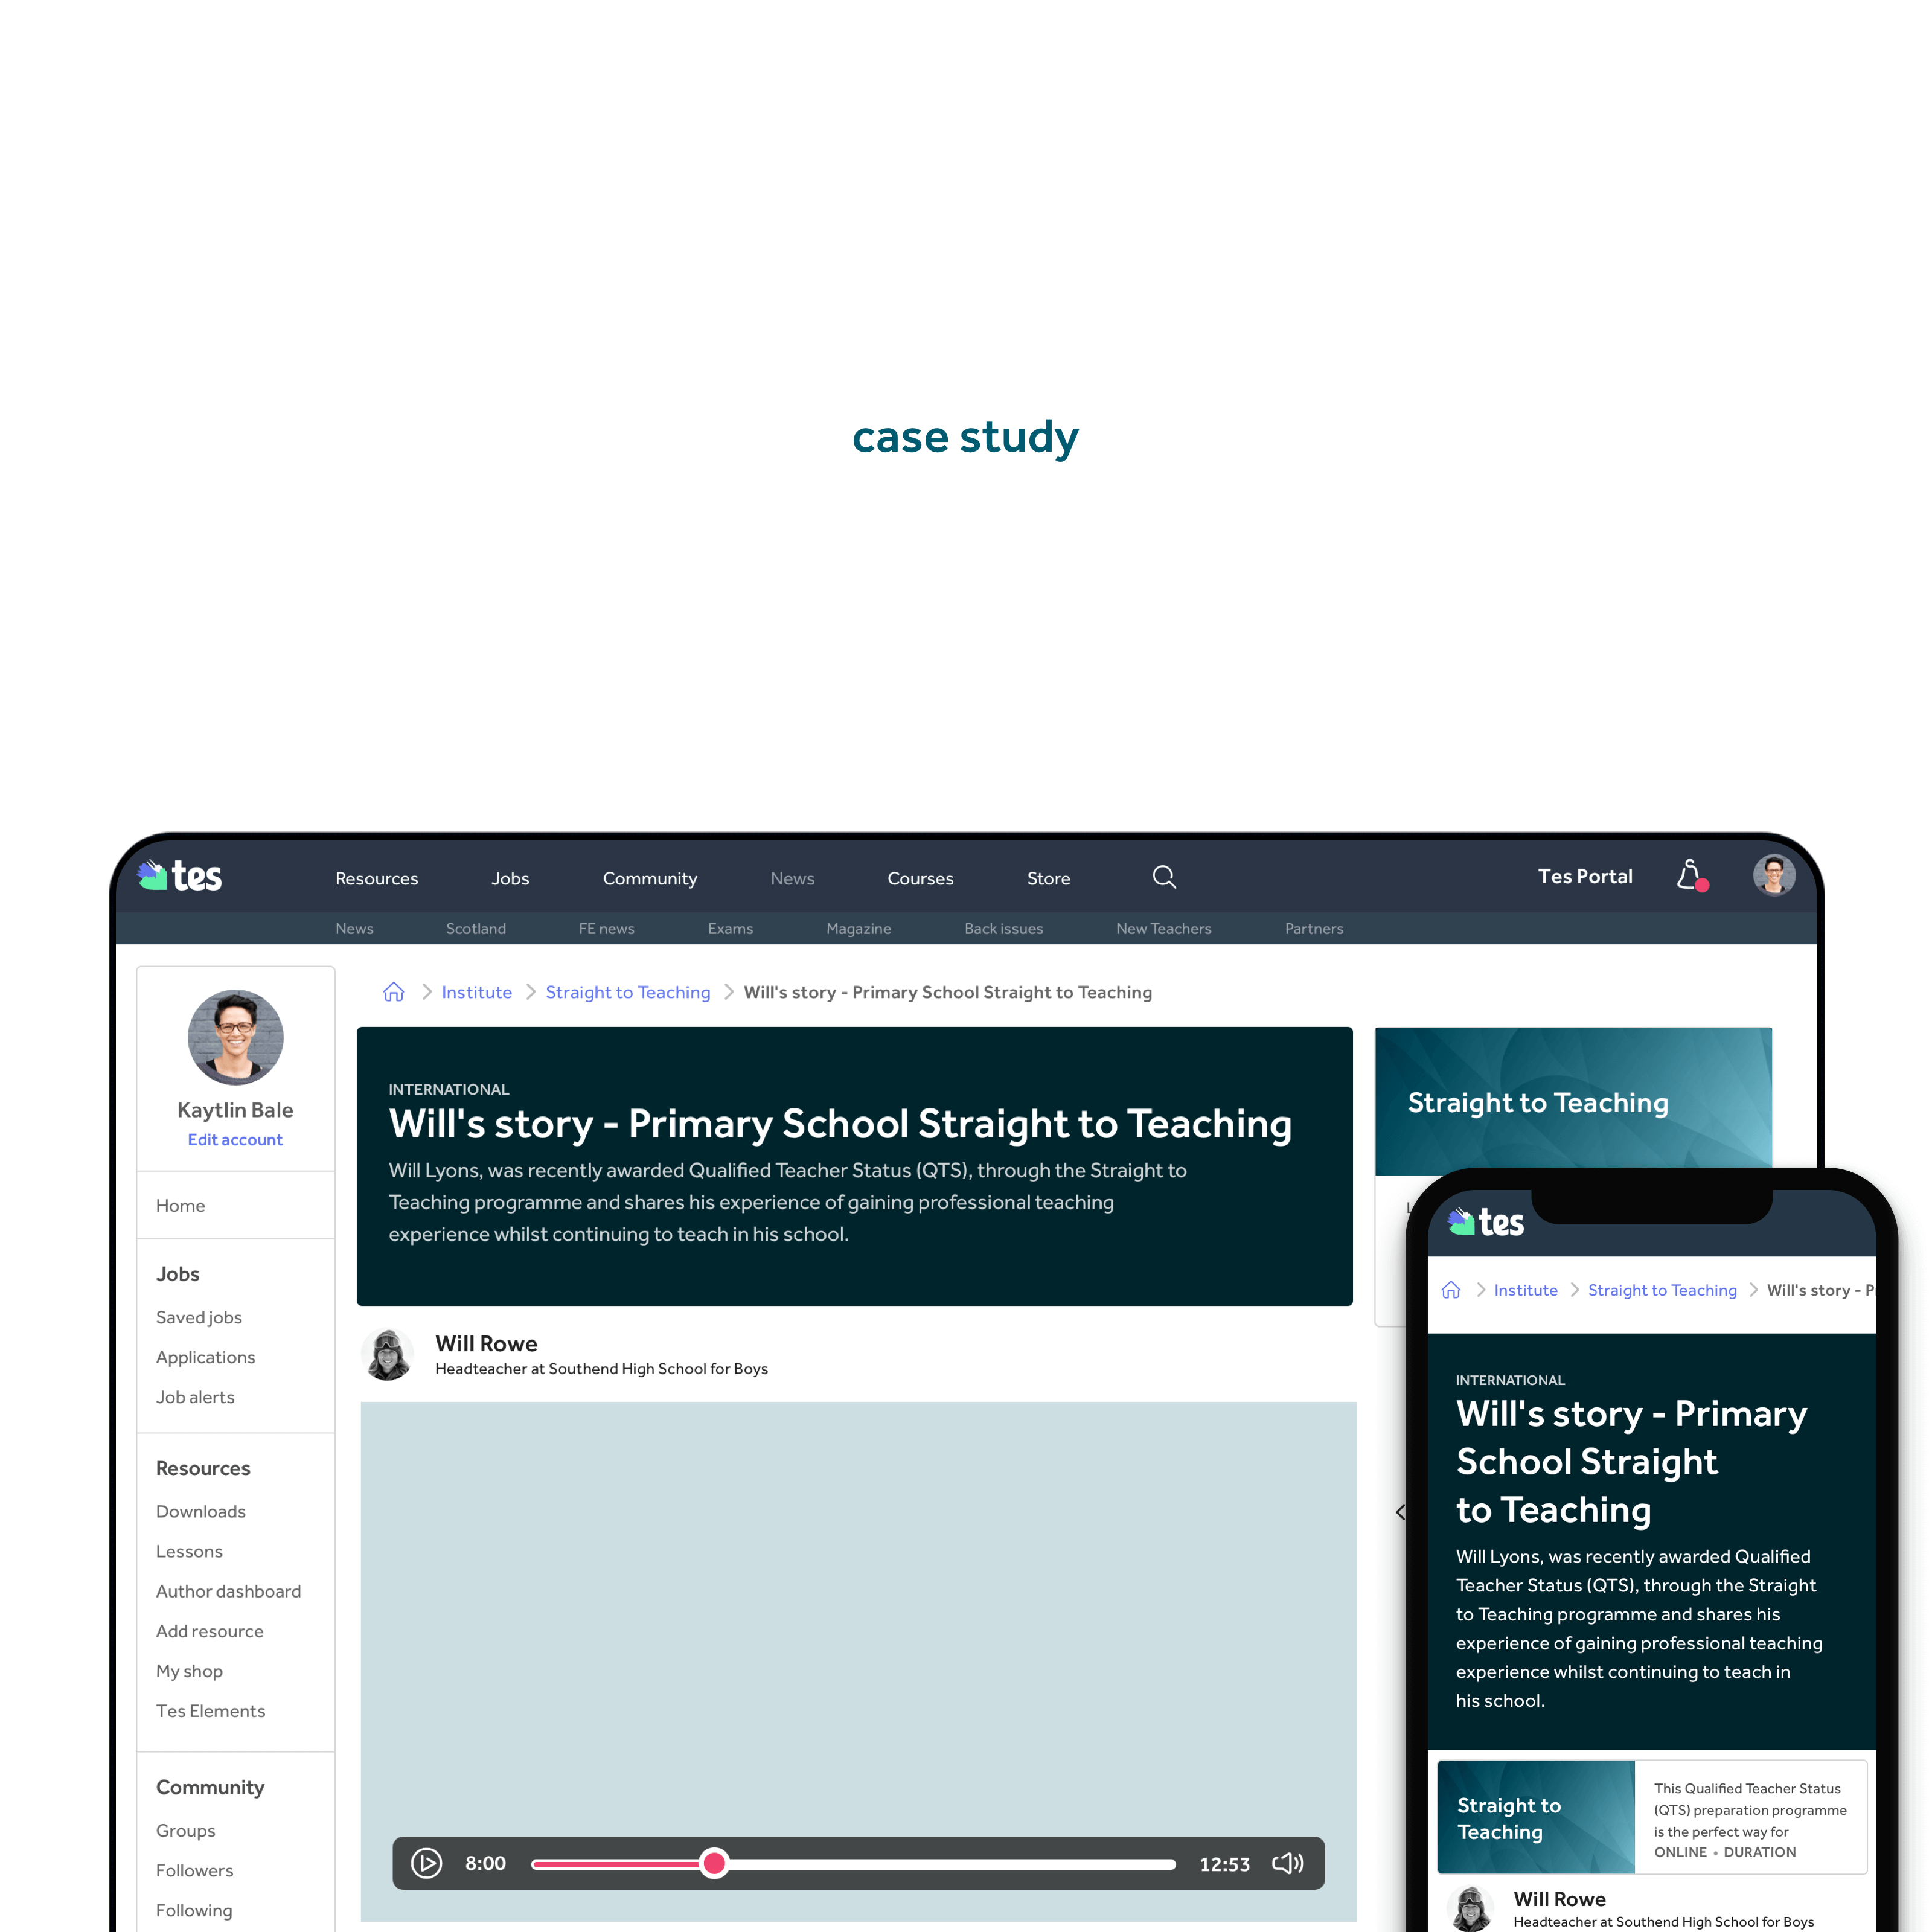 case study
tes
Resources Jobs Community News Courses Store
Tes Portal
News Scotland FE news Exams Magazine Back issues New Teachers Partners
Kaytlin Bale
Edit account
Home
Jobs
Saved jobs
Applications
Job alerts
Resources
Downloads
Lessons
Author dashboard
Add resource
My shop
Tes Elements
Community
Groups
Followers
Following
Institute Straight to Teaching Will's story - Primary School Straight to Teaching
INTERNATIONAL
Will's story - Primary School Straight to Teaching
Will Lyons, was recently awarded Qualified Teacher Status (QTS), through the Straight to
Teaching programme and shares his experience of gaining professional teaching
experience whilst continuing to teach in his school.
Will Rowe
Headteacher at Southend High School for Boys
8:00 12:53
Straight to Teaching
tes
Institute Straight to Teaching Will's story - P
INTERNATIONAL
Will's story - Primary
School Straight
to Teaching
Will Lyons, was recently awarded Qualified
Teacher Status (QTS), through the Straight
to Teaching programme and shares his
experience of gaining professional teaching
experience whilst continuing to teach in
his school.
Straight to
Teaching
This Qualified Teacher Status
(QTS) preparation programme
is the perfect way for
ONLINE • DURATION
Will Rowe
Headteacher at Southend High School for Boys